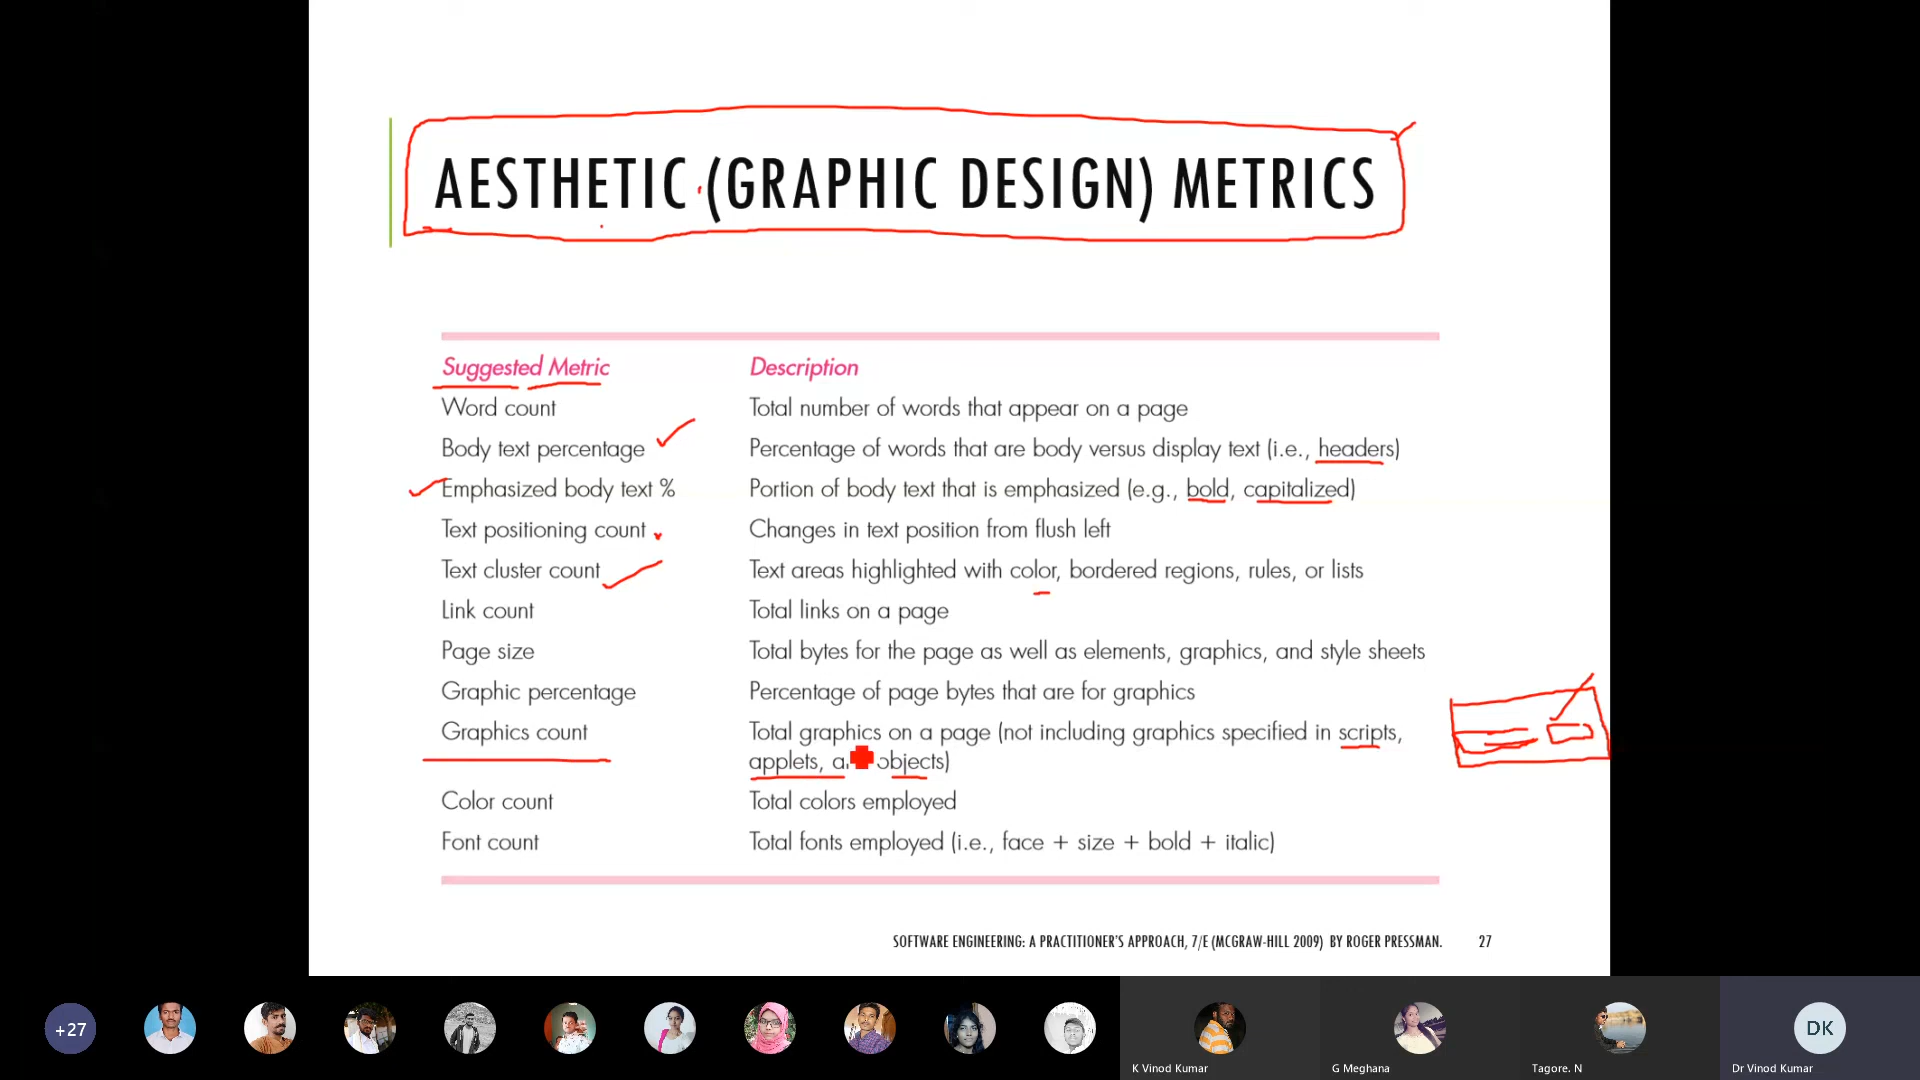 AESTHETIC (GRAPHIC DESIGN) METRICS
Suggested Metric Description
Word count Total number of words that appear on a page
Body text percentage Percentage of words that are body versus display text (i.e., headers)
Emphasized body text % Portion of body text that is emphasized (e.g., bold, capitalized)
Text positioning count Changes in text position from flush left
Text cluster count Text areas highlighted with color, bordered regions, rules, or lists
Link count Total links on a page
Page size Total bytes for the page as well as elements, graphics, and style sheets
Graphic percentage Percentage of page bytes that are for graphics
Graphics count Total graphics on a page (not including graphics specified in scripts,
applets, objects)
Color count Total colors employed
Font count Total fonts employed (i.e., face + size + bold + italic)
SOFTWARE ENGINEERING: A PRACTITIONER'S APPROACH, 7/E (MCGRAW-HILL 2009) BY ROGER PRESSMAN. 27
+27
DK
K Vinod Kumar
G Meghana
Tagore. N
Dr Vinod Kumar